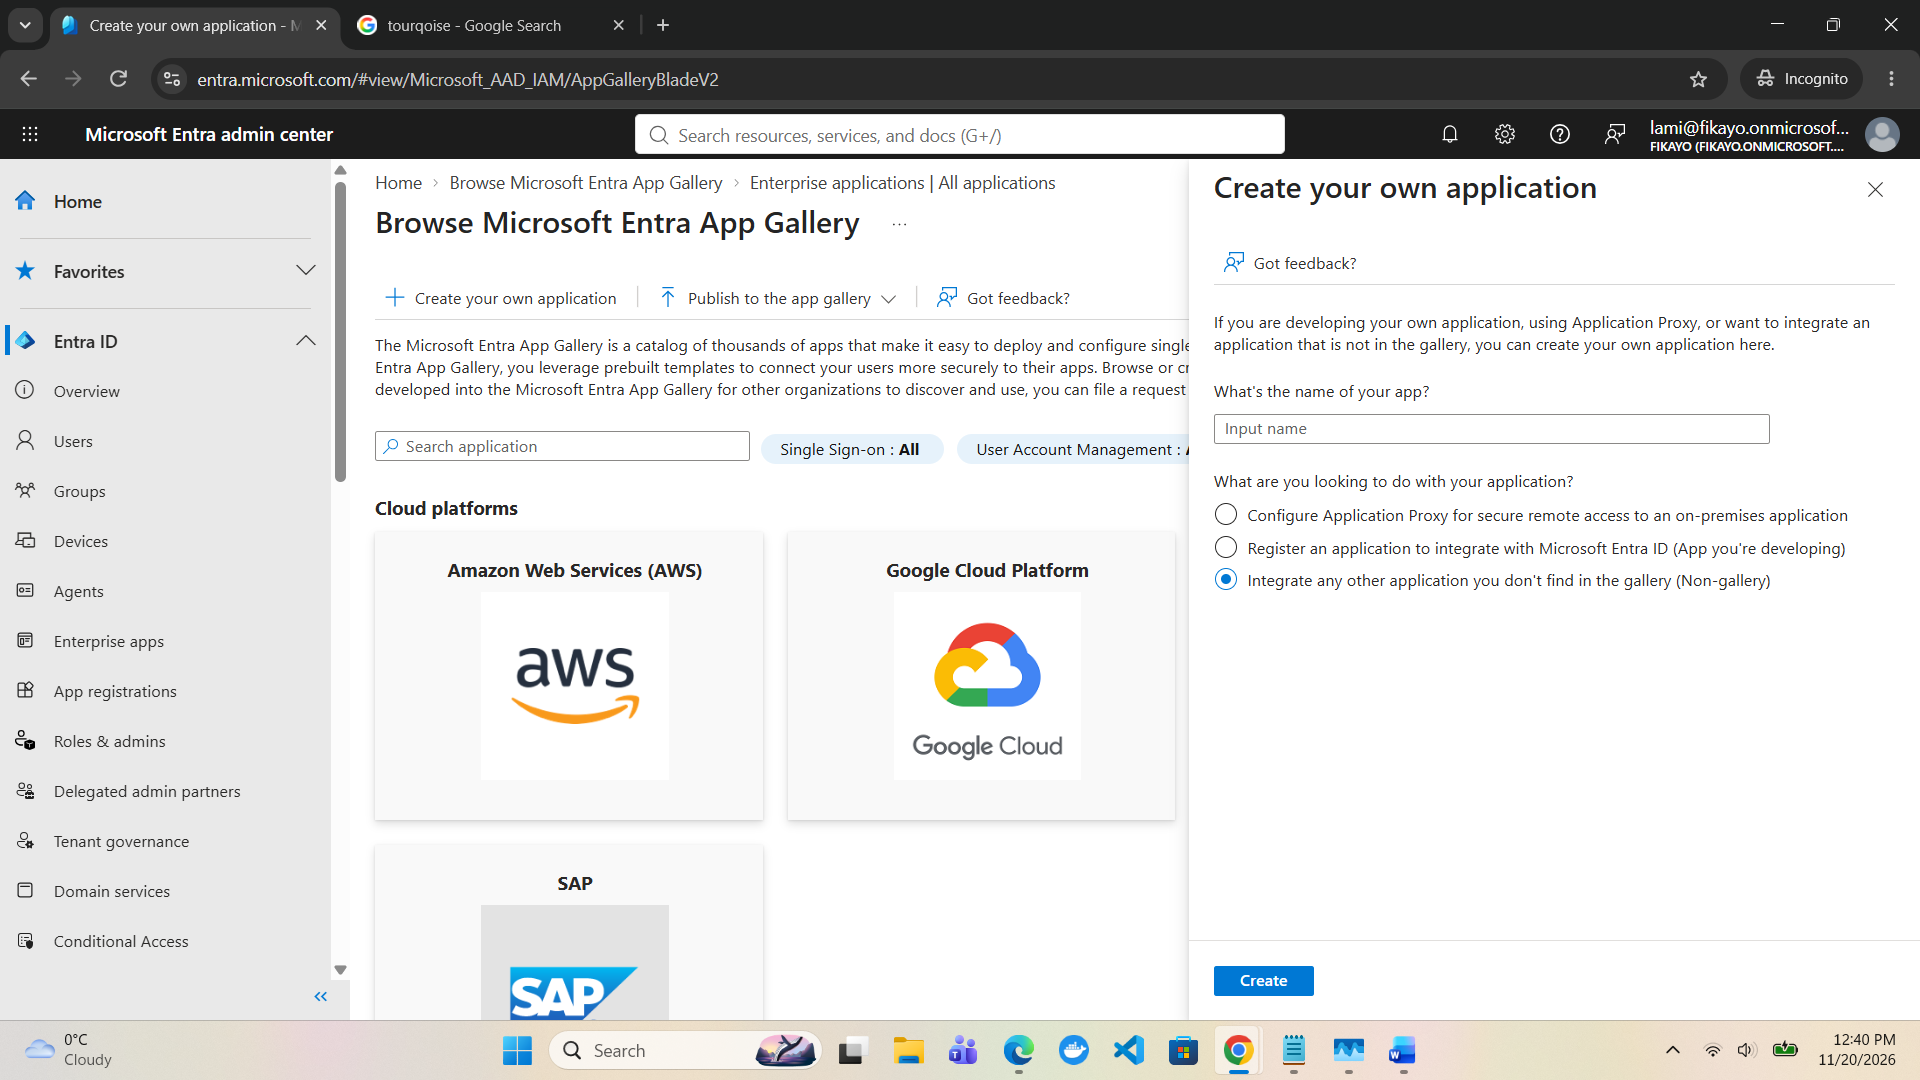 Create your own application - M
tourqoise - Google Search
entra.microsoft.com/#view/Microsoft_AAD_IAM/AppGalleryBladeV2
Incognito
Microsoft Entra admin center
Search resources, services, and docs (G+/)
lami@fikayo.onmicrosof...
FIKAYO (FIKAYO.ONMICROSOFT....
Home
Favorites
Entra ID
Overview
Users
Groups
Devices
Agents
Enterprise apps
App registrations
Roles & admins
Delegated admin partners
Tenant governance
Domain services
Conditional Access
Home > Browse Microsoft Entra App Gallery > Enterprise applications | All applications
Browse Microsoft Entra App Gallery ...
Create your own application
Publish to the app gallery
Got feedback?
The Microsoft Entra App Gallery is a catalog of thousands of apps that make it easy to deploy and configure single
Entra App Gallery, you leverage prebuilt templates to connect your users more securely to their apps. Browse or cr
developed into the Microsoft Entra App Gallery for other organizations to discover and use, you can file a request
Search application
Single Sign-on : All
User Account Management : A
Cloud platforms
Amazon Web Services (AWS)
aws
Google Cloud Platform
Google Cloud
SAP
SAP
Create your own application
Got feedback?
If you are developing your own application, using Application Proxy, or want to integrate an
application that is not in the gallery, you can create your own application here.
What's the name of your app?
Input name
What are you looking to do with your application?
Configure Application Proxy for secure remote access to an on-premises application
Register an application to integrate with Microsoft Entra ID (App you're developing)
Integrate any other application you don't find in the gallery (Non-gallery)
Create
0°C
Cloudy
Search
12:40 PM
11/20/2026